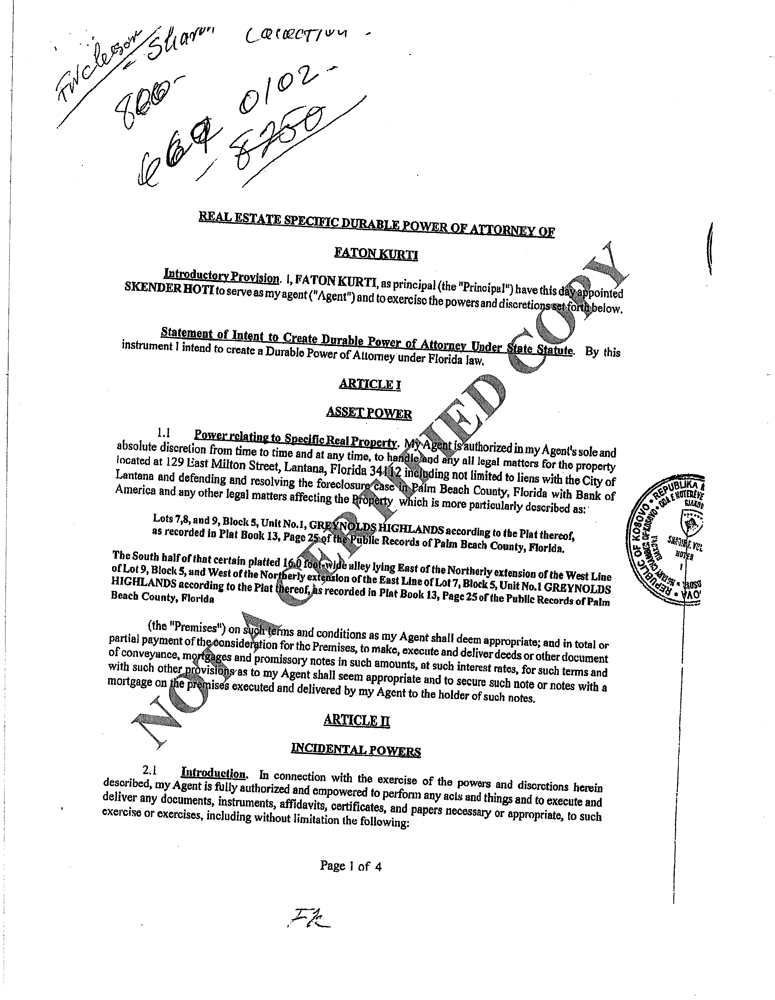 Sharon
800-
669 0102-
- 8750
REAL ESTATE SPECIFIC DURABLE POWER OF ATTORNEY OF
FATON KURTI
Introductory Provision. I, FATON KURTI, as principal (the "Principal") have this day appointed
SKENDER HOTI to serve as my agent ("Agent") and to exercise the powers and discretions set forth below.
Statement of Intent to Create Durable Power of Attorney Under State Statute. By this
instrument I intend to create a Durable Power of Attorney under Florida law.
ARTICLE I
ASSET POWER
1.1 Power relating to Specific Real Property. My Agent is authorized in my Agent's sole and
absolute discretion from time to time and at any time, to handle and any all legal matters for the property
located at 129 East Milton Street, Lantana, Florida 34112 including not limited to liens with the City of
Lantana and defending and resolving the foreclosure case in Palm Beach County, Florida with Bank of
America and any other legal matters affecting the Property which is more particularly described as:
Lots 7,8, and 9, Block 5, Unit No.1, GREYNOLDS HIGHLANDS according to the Plat thereof,
as recorded in Plat Book 13, Page 25 of the Public Records of Palm Beach County, Florida.
The South half of that certain platted 16.0 foot-wide alley lying East of the Northerly extension of the West Line
of Lot 9, Block 5, and West of the Northerly extension of the East Line of Lot 7, Block 5, Unit No.1 GREYNOLDS
HIGHLANDS according to the Plat thereof, as recorded in Plat Book 13, Page 25 of the Public Records of Palm
Beach County, Florida
(the "Premises") on such terms and conditions as my Agent shall deem appropriate; and in total or
partial payment of the consideration for the Premises, to make, execute and deliver deeds or other document
of conveyance, mortgages and promissory notes in such amounts, at such interest rates, for such terms and
with such other provisions as to my Agent shall seem appropriate and to secure such note or notes with a
mortgage on the premises executed and delivered by my Agent to the holder of such notes.
ARTICLE II
INCIDENTAL POWERS
2.1 Introduction. In connection with the exercise of the powers and discretions herein
described, my Agent is fully authorized and empowered to perform any acts and things and to execute and
deliver any documents, instruments, affidavits, certificates, and papers necessary or appropriate, to such
exercise or exercises, including without limitation the following:
Page 1 of 4
FK
NOT A CERTIFIED COPY
REPUBLIC OF KOSOVO • REPUBLIKA
NOTER
1